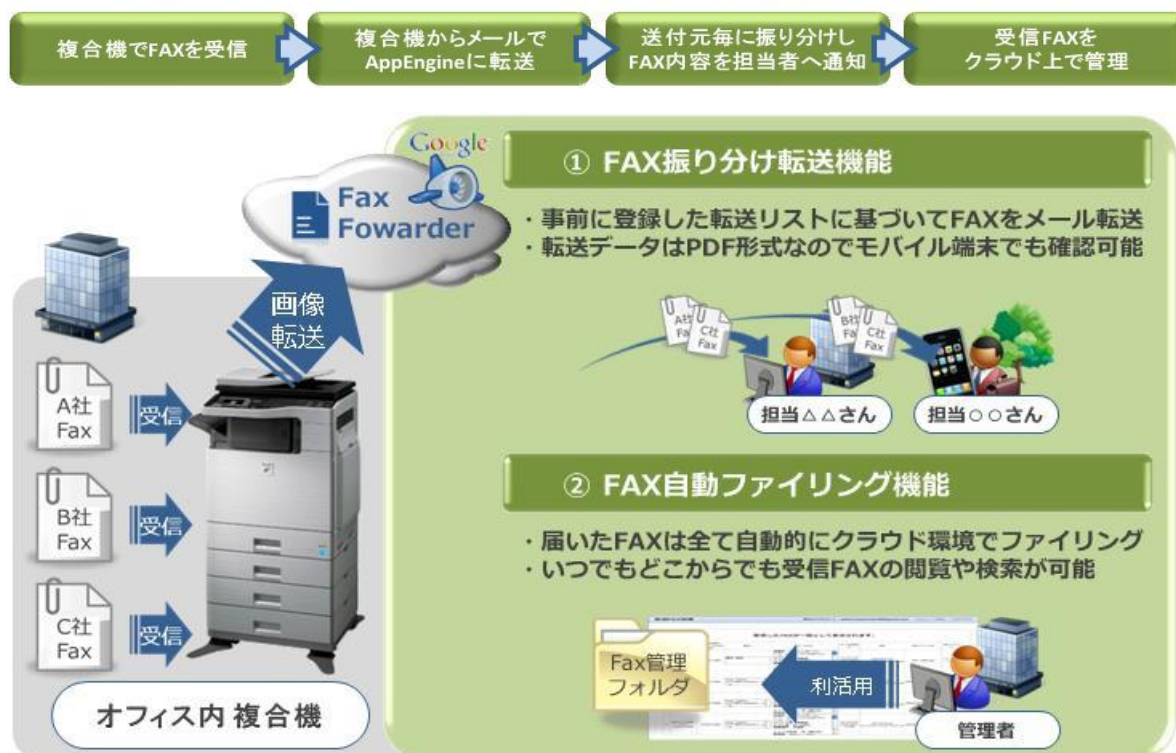 複合機でFAXを受信
複合機からメールで
AppEngineに転送
送付元毎に振り分けし
FAX内容を担当者へ通知
受信FAXを
クラウド上で管理
Google
Fax
Fowarder
画像
転送
A社
Fax
受信
B社
Fax
受信
C社
Fax
受信
オフィス内 複合機
① FAX振り分け転送機能
・事前に登録した転送リストに基づいてFAXをメール転送
・転送データはPDF形式なのでモバイル端末でも確認可能
A社
Fax
C社
Fax
B社
Fax
C社
Fax
担当△△さん
担当○○さん
② FAX自動ファイリング機能
・届いたFAXは全て自動的にクラウド環境でファイリング
・いつでもどこからでも受信FAXの閲覧や検索が可能
Fax管理
フォルダ
利活用
管理者